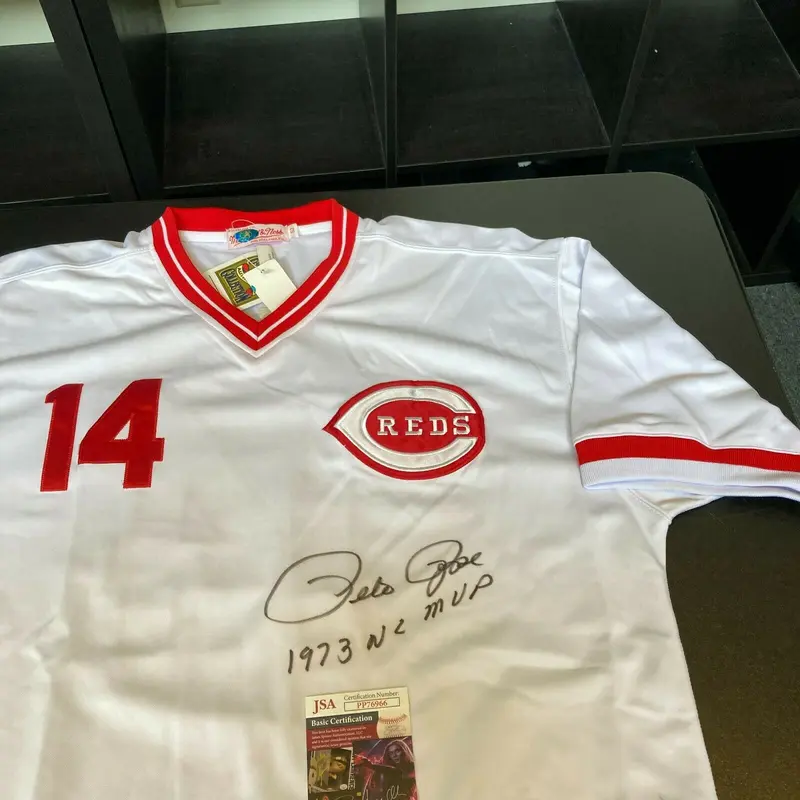 14
REDS
Pete Rose
1973 NL MVP
JSA
Certification Number:
PP76966
Basic Certification